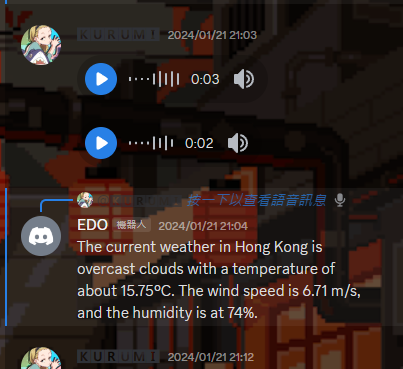 KURUMI 2024/01/21 21:03
0:03
0:02
KURUMI 按一下以查看語音訊息
EDO 機器人 2024/01/21 21:04
The current weather in Hong Kong is
overcast clouds with a temperature of
about 15.75°C. The wind speed is 6.71 m/s,
and the humidity is at 74%.
KURUMI 2024/01/21 21:12